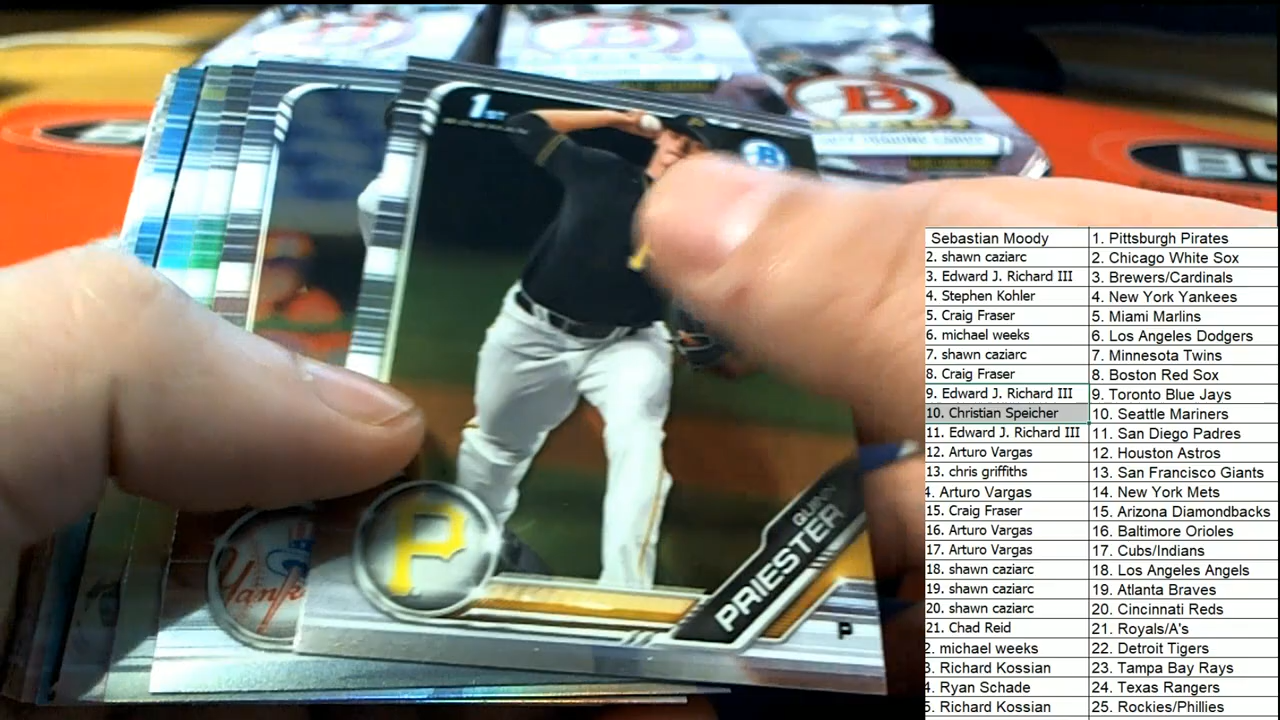 1st
B
B
B
BO
P
QUINN
PRIESTER
P
Sebastian Moody 1. Pittsburgh Pirates
2. shawn caziarc 2. Chicago White Sox
3. Edward J. Richard III 3. Brewers/Cardinals
4. Stephen Kohler 4. New York Yankees
5. Craig Fraser 5. Miami Marlins
6. michael weeks 6. Los Angeles Dodgers
7. shawn caziarc 7. Minnesota Twins
8. Craig Fraser 8. Boston Red Sox
9. Edward J. Richard III 9. Toronto Blue Jays
10. Christian Speicher 10. Seattle Mariners
11. Edward J. Richard III 11. San Diego Padres
12. Arturo Vargas 12. Houston Astros
13. chris griffiths 13. San Francisco Giants
4. Arturo Vargas 14. New York Mets
15. Craig Fraser 15. Arizona Diamondbacks
16. Arturo Vargas 16. Baltimore Orioles
17. Arturo Vargas 17. Cubs/Indians
18. shawn caziarc 18. Los Angeles Angels
19. shawn caziarc 19. Atlanta Braves
20. shawn caziarc 20. Cincinnati Reds
21. Chad Reid 21. Royals/A's
2. michael weeks 22. Detroit Tigers
3. Richard Kossian 23. Tampa Bay Rays
4. Ryan Schade 24. Texas Rangers
5. Richard Kossian 25. Rockies/Phillies